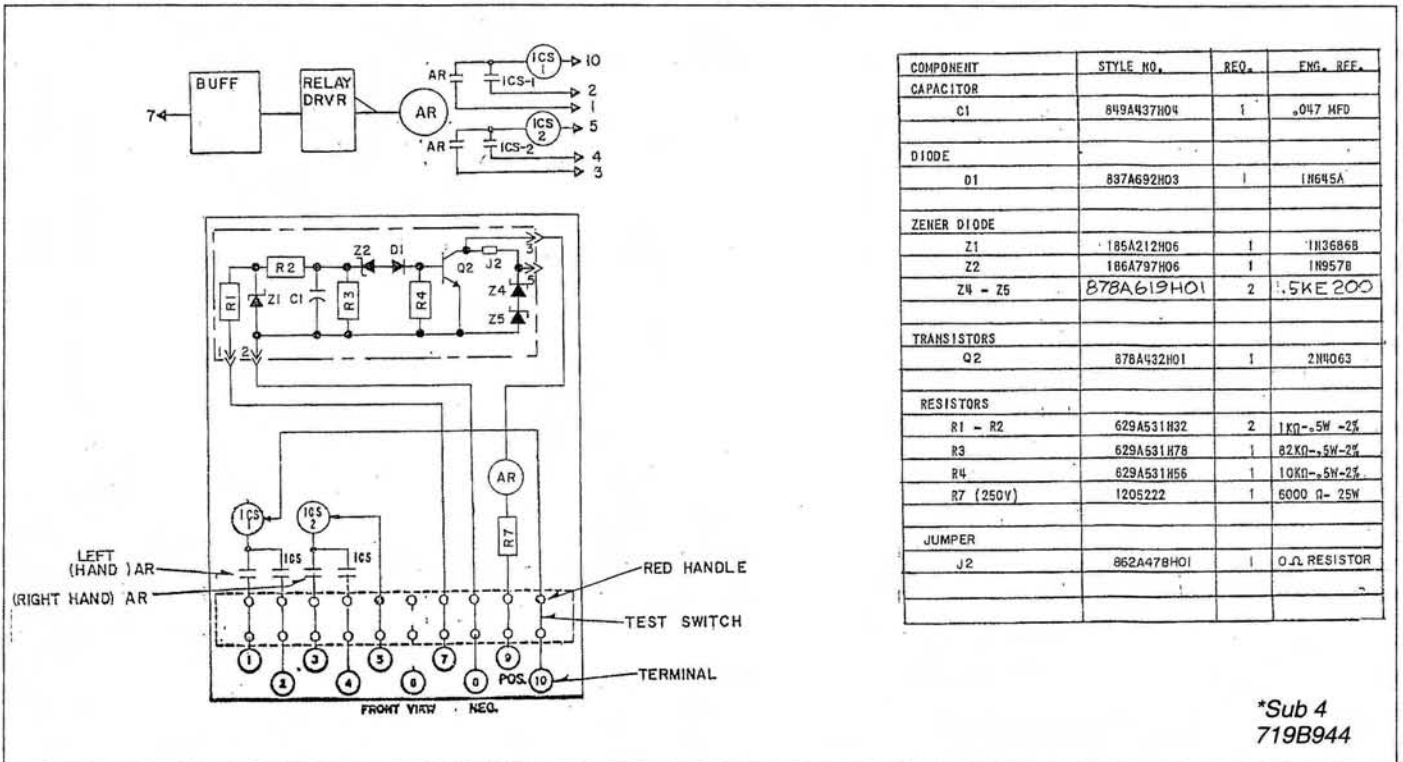 BUFF
RELAY DRVR
AR
7
AR
ICS 1
10
ICS-1
2
1
AR
ICS 2
5
ICS-2
4
3
R1
Z1
R2
C1
R3
Z2
D1
R4
Q2
J2
3
5
Z4
Z5
1
2
AR
R7
ICS 1
ICS 2
ICS
ICS
LEFT (HAND) AR
(RIGHT HAND) AR
RED HANDLE
TEST SWITCH
TERMINAL
1
3
5
7
9
2
4
6
8
POS. 10
FRONT VIEW
NEG.
COMPONENT STYLE NO. REQ. ENG. REF.
CAPACITOR
C1 849A437H04 1 .047 MFD
DIODE
D1 837A692H03 1 1N645A
ZENER DIODE
Z1 185A212H06 1 1N3686B
Z2 186A797H06 1 1N957B
Z4 - Z5 878A619H01 2 1.5KE200
TRANSISTORS
Q2 878A432H01 1 2N4063
RESISTORS
R1 - R2 629A531H32 2 1KΩ-.5W -2%
R3 629A531H78 1 82KΩ-.5W-2%
R4 629A531H56 1 10KΩ-.5W-2%
R7 (250V) 1205222 1 6000 Ω- 25W
JUMPER
J2 862A478H01 1 0Ω RESISTOR
*Sub 4
719B944